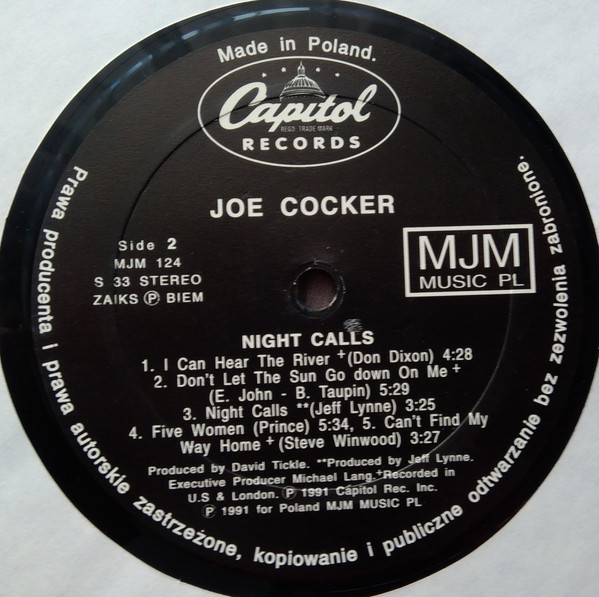 Made in Poland.
Capitol
REGD. TRADE MARK
RECORDS
JOE COCKER
Side 2
MJM 124
S 33 STEREO
ZAIKS Ⓟ BIEM
MJM
MUSIC PL
NIGHT CALLS
1. I Can Hear The River +(Don Dixon) 4:28
2. Don't Let The Sun Go down On Me +
(E. John - B. Taupin) 5:29
3. Night Calls **(Jeff Lynne) 3:25
4. Five Women (Prince) 5:34, 5. Can't Find My
Way Home + (Steve Winwood) 3:27
Produced by David Tickle. **Produced by Jeff Lynne.
Executive Producer Michael Lang.+Recorded in
U.S & London. Ⓟ 1991 Capitol Rec. Inc.
Ⓟ 1991 for Poland MJM MUSIC PL
Prawa producenta i prawa autorskie zastrzeżone, kopiowanie i publiczne odtwarzanie bez zezwolenia zabronione.